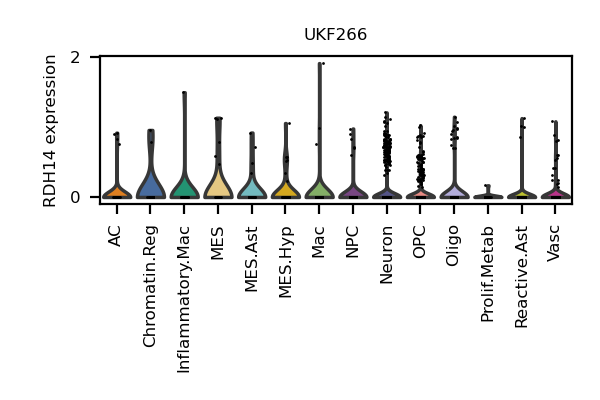 UKF266
RDH14 expression
2
0
AC
Chromatin.Reg
Inflammatory.Mac
MES
MES.Ast
MES.Hyp
Mac
NPC
Neuron
OPC
Oligo
Prolif.Metab
Reactive.Ast
Vasc